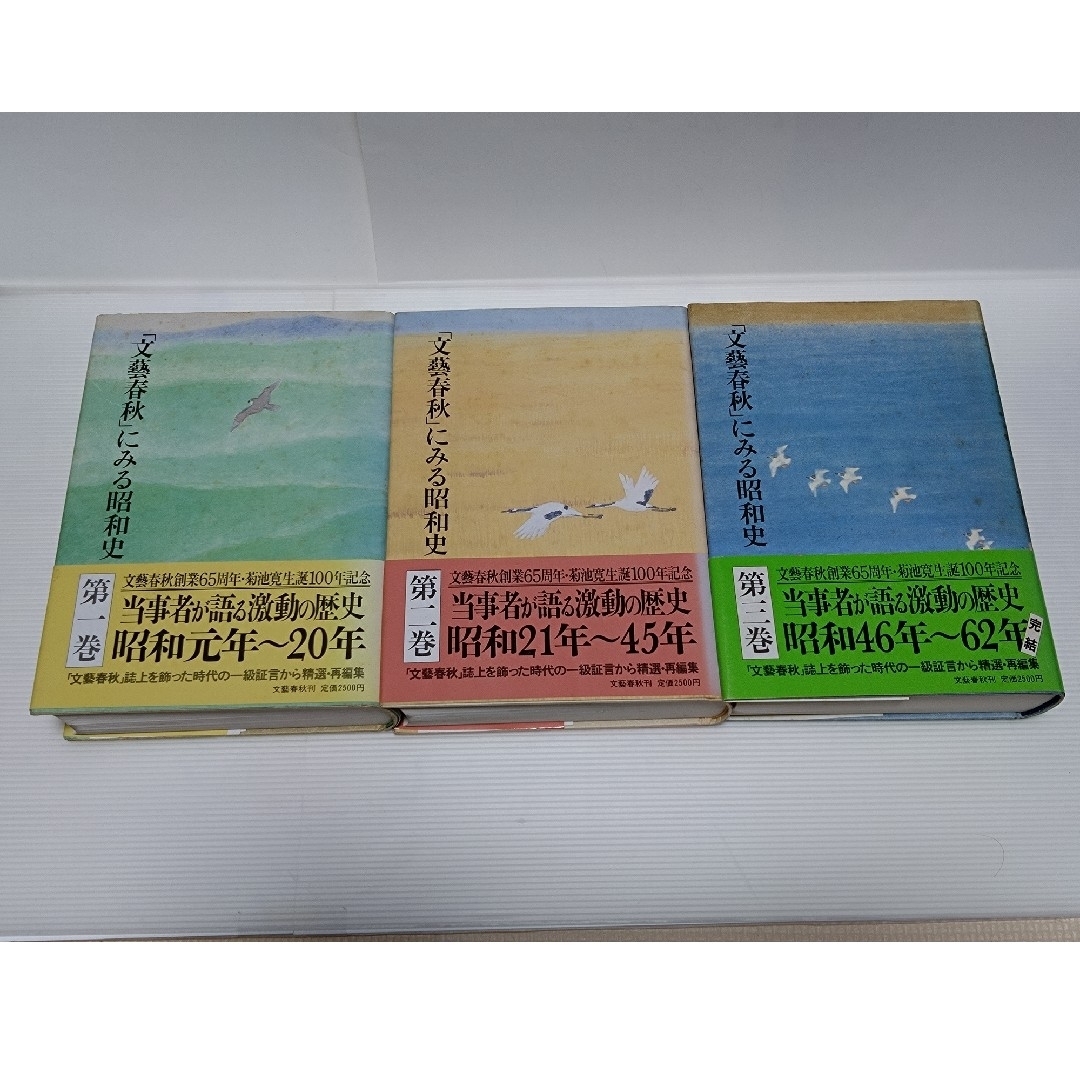 「文藝春秋」にみる昭和史
第一巻
文藝春秋創業65周年・菊池寛生誕100年記念
当事者が語る激動の歴史
昭和元年〜20年
「文藝春秋」誌上を飾った時代の一級証言から精選・再編集
文藝春秋刊 定価2500円
「文藝春秋」にみる昭和史
第二巻
文藝春秋創業65周年・菊池寛生誕100年記念
当事者が語る激動の歴史
昭和21年〜45年
「文藝春秋」誌上を飾った時代の一級証言から精選・再編集
文藝春秋刊 定価2500円
「文藝春秋」にみる昭和史
第三巻
文藝春秋創業65周年・菊池寛生誕100年記念
当事者が語る激動の歴史
昭和46年〜62年
完結
「文藝春秋」誌上を飾った時代の一級証言から精選・再編集
文藝春秋刊 定価2500円